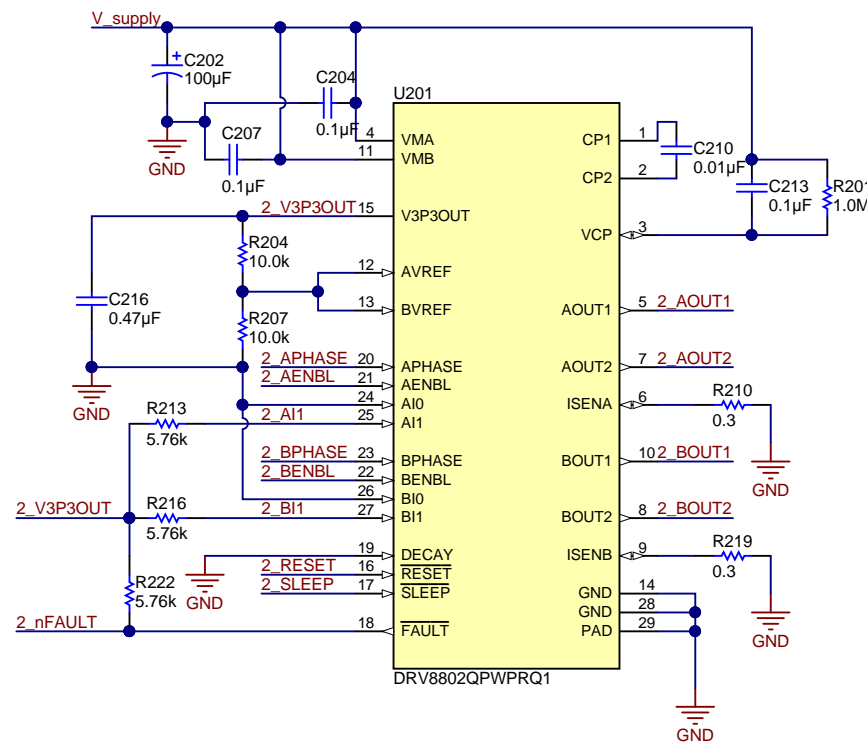 V_supply
C202
100µF
GND
C204
0.1µF
C207
0.1µF
U201
4 VMA
11 VMB
2_V3P3OUT 15 V3P3OUT
R204
10.0k
12 AVREF
C216
0.47µF
R207
10.0k
13 BVREF
GND
2_APHASE 20 APHASE
2_AENBL 21 AENBL
24 AI0
R213
5.76k
2_AI1 25 AI1
2_BPHASE 23 BPHASE
2_BENBL 22 BENBL
26 BI0
2_V3P3OUT
R216
5.76k
2_BI1 27 BI1
19 DECAY
GND
2_RESET 16 RESET
2_SLEEP 17 SLEEP
R222
5.76k
2_nFAULT 18 FAULT
CP1 1
C210
0.01µF
CP2 2
C213
0.1µF
R201
1.0M
VCP 3
AOUT1 5 2_AOUT1
AOUT2 7 2_AOUT2
ISENA 6
R210
0.3
GND
BOUT1 10 2_BOUT1
BOUT2 8 2_BOUT2
ISENB 9
R219
0.3
GND
GND 14
GND 28
PAD 29
GND
DRV8802QPWPRQ1